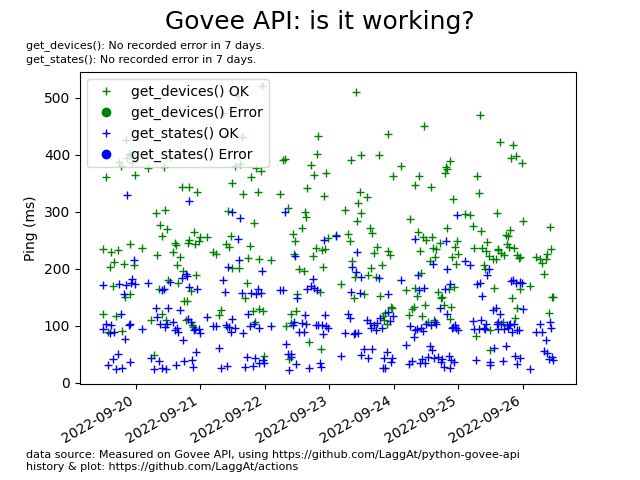 Govee API: is it working?
get_devices(): No recorded error in 7 days.
get_states(): No recorded error in 7 days.
get_devices() OK
get_devices() Error
get_states() OK
get_states() Error
Ping (ms)
500
400
300
200
100
0
2022-09-20
2022-09-21
2022-09-22
2022-09-23
2022-09-24
2022-09-25
2022-09-26
data source: Measured on Govee API, using https://github.com/LaggAt/python-govee-api
history & plot: https://github.com/LaggAt/actions